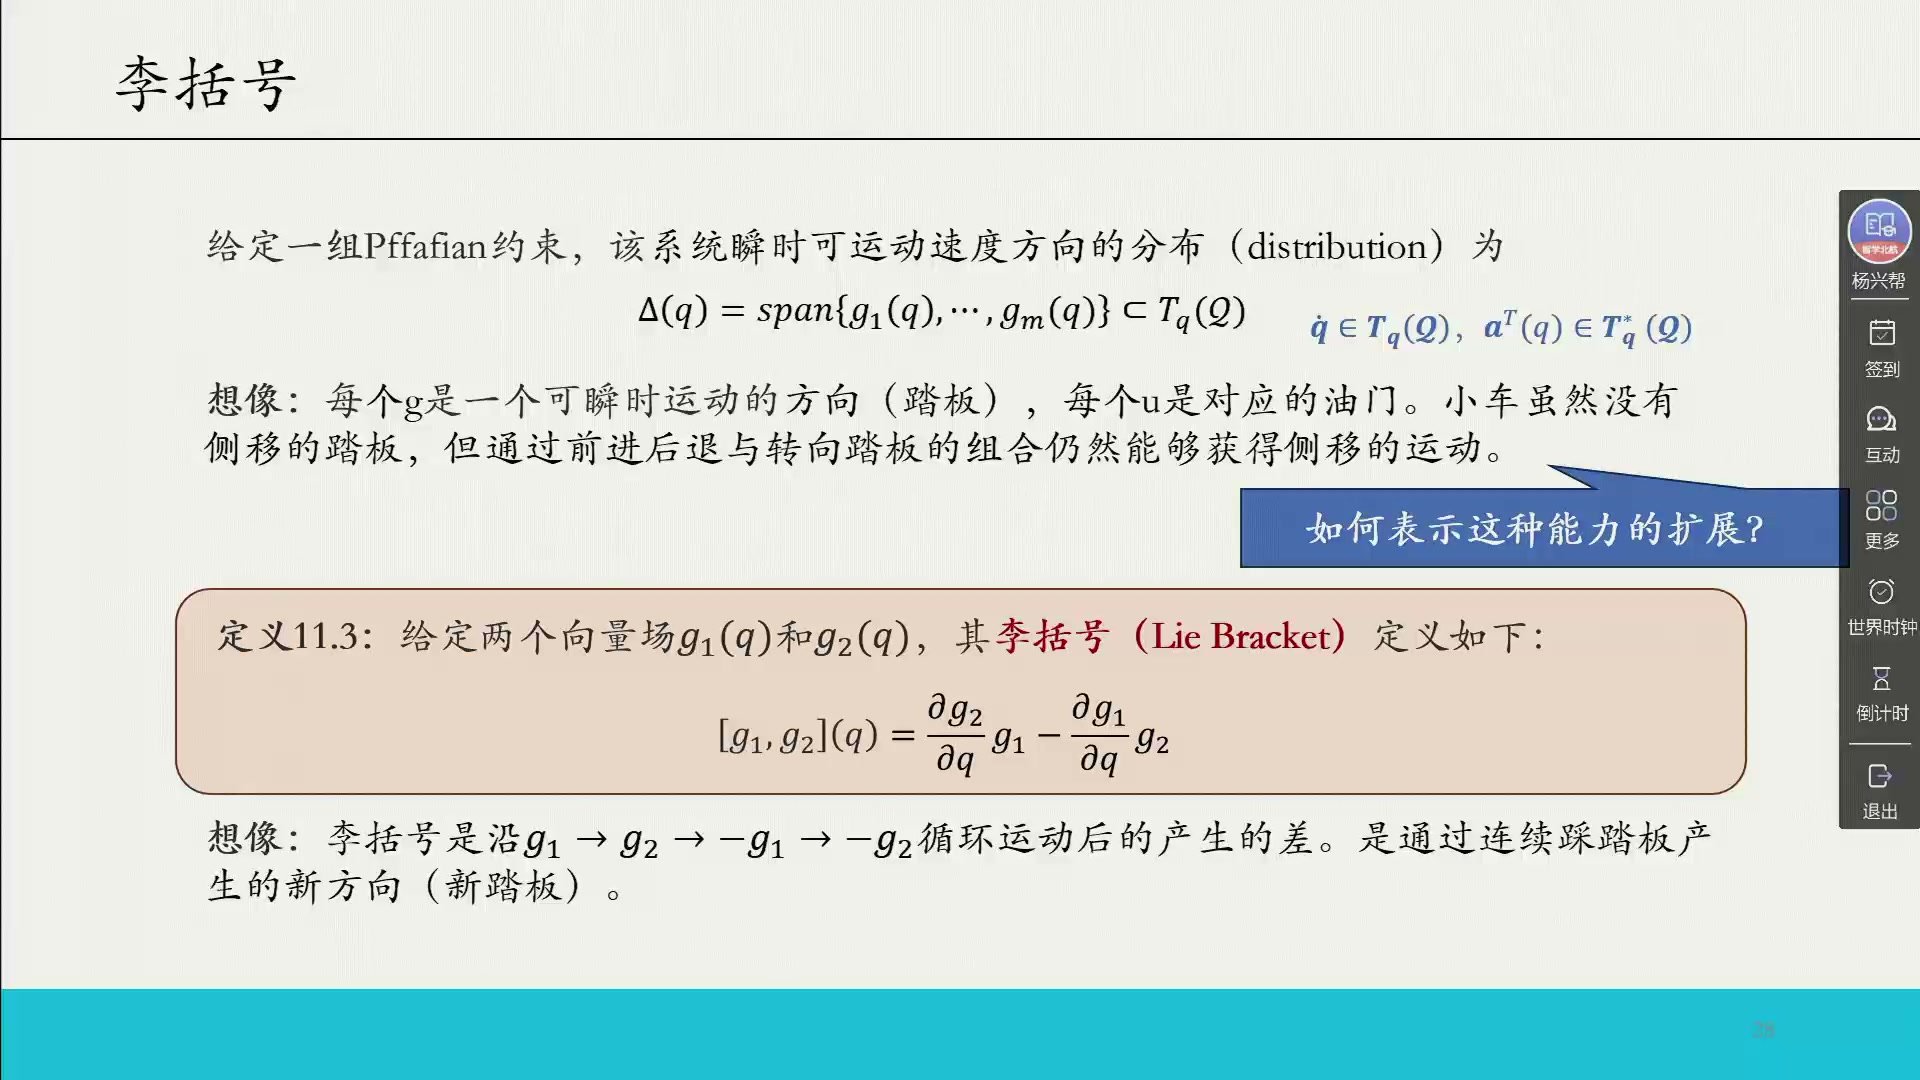 李括号
给定一组Pffafian约束，该系统瞬时可运动速度方向的分布（distribution）为
Δ(q) = span{g₁(q),⋯,gₘ(q)} ⊂ T_q(Q)
q̇ ∈ T_q(Q)，aᵀ(q) ∈ T_q^*(Q)
想像：每个g是一个可瞬时运动的方向（踏板），每个u是对应的油门。小车虽然没有
侧移的踏板，但通过前进后退与转向踏板的组合仍然能够获得侧移的运动。
如何表示这种能力的扩展？
定义11.3：给定两个向量场g₁(q)和g₂(q)，其李括号（Lie Bracket）定义如下：
[g₁, g₂](q) = ∂g₂/∂q g₁ − ∂g₁/∂q g₂
想像：李括号是沿g₁ → g₂ → −g₁ → −g₂循环运动后的产生的差。是通过连续踩踏板产
生的新方向（新踏板）。
28
智学北航
杨兴帮
签到
互动
更多
世界时钟
倒计时
退出